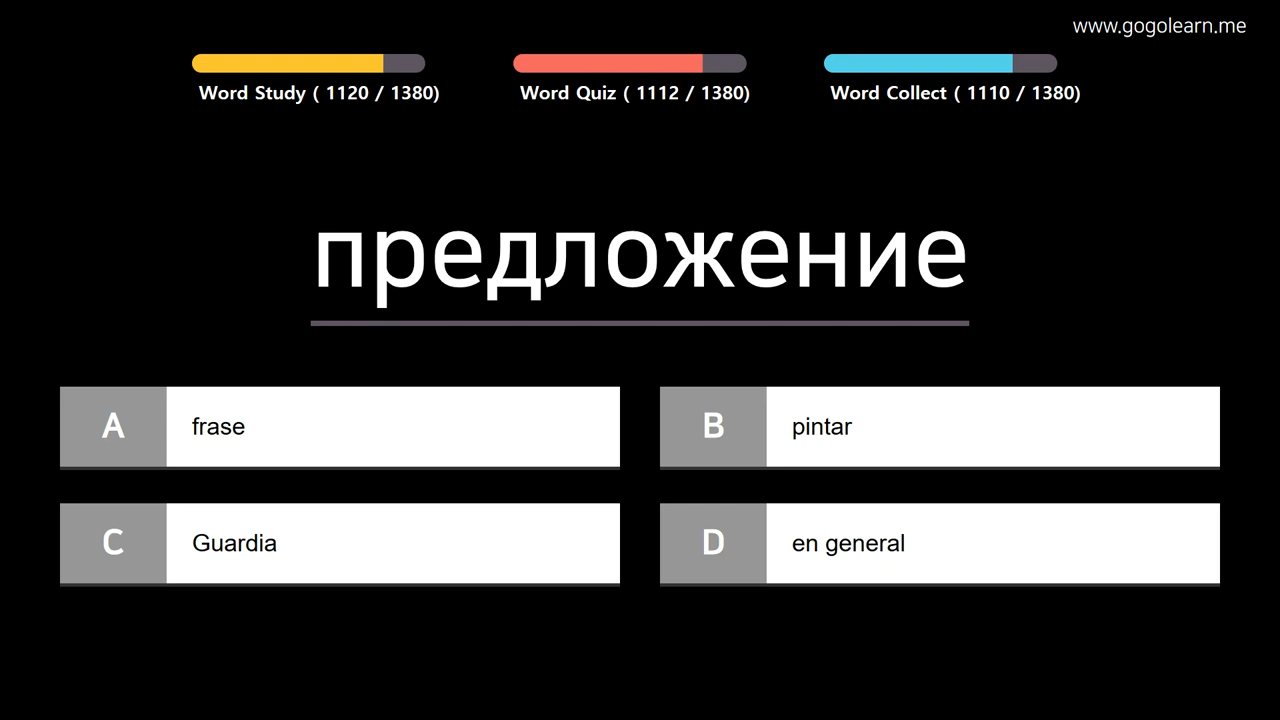 www.gogolearn.me
Word Study ( 1120 / 1380)
Word Quiz ( 1112 / 1380)
Word Collect ( 1110 / 1380)
предложение
A frase
B pintar
C Guardia
D en general